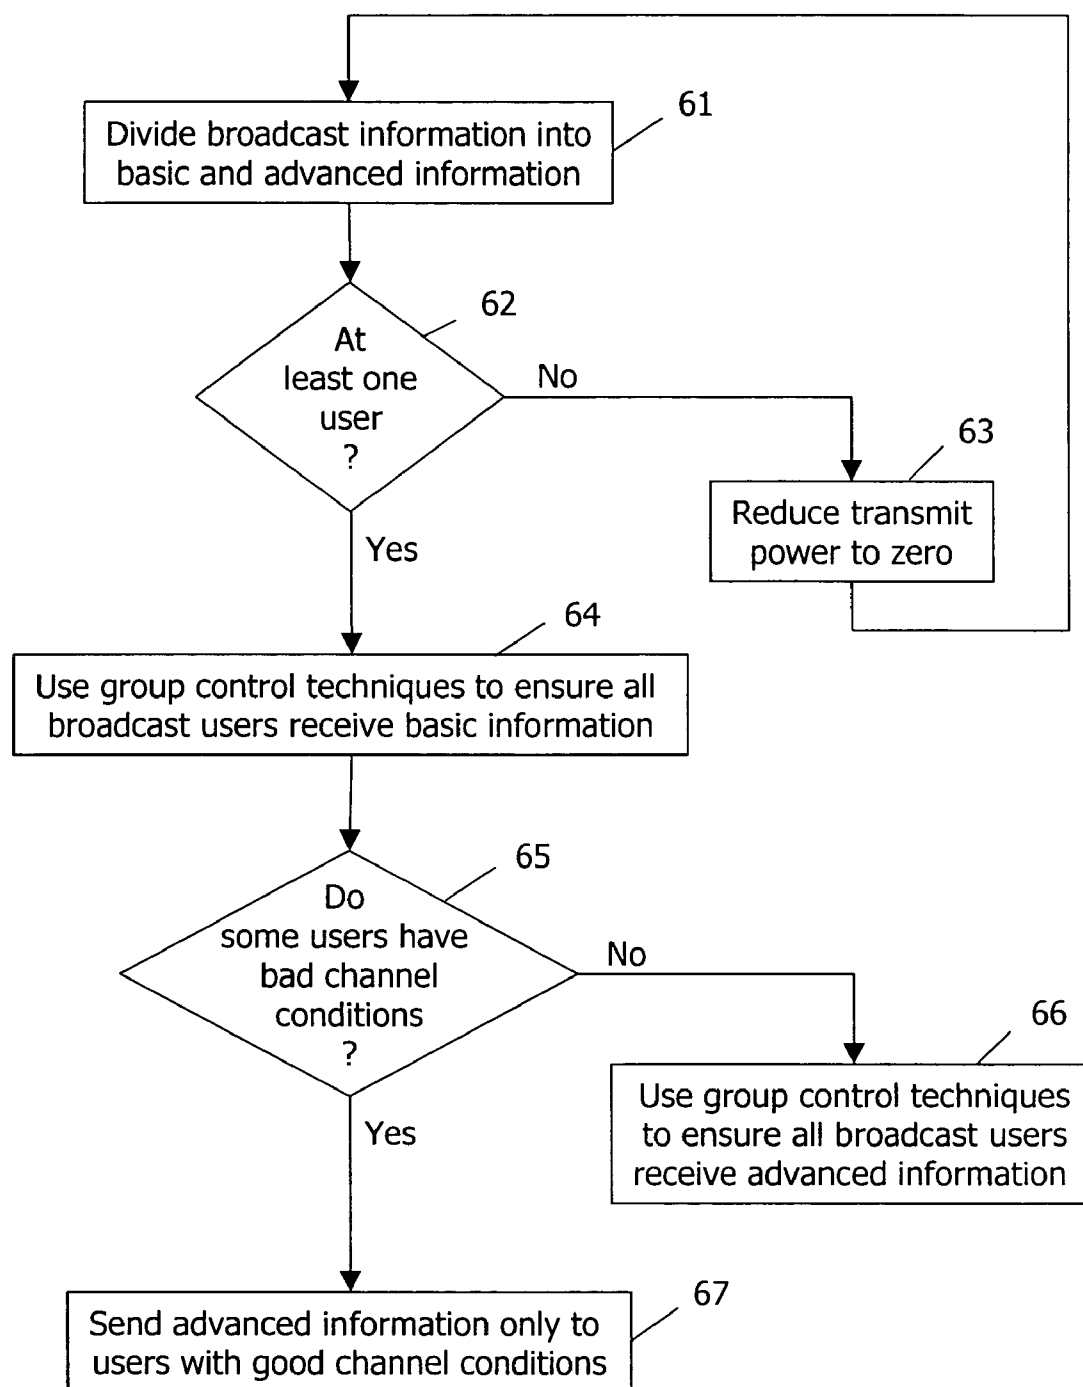 61
Divide broadcast information into
basic and advanced information
62
At
least one
user
?
No
63
Reduce transmit
power to zero
Yes
64
Use group control techniques to ensure all
broadcast users receive basic information
65
Do
some users have
bad channel
conditions
?
No
66
Use group control techniques
to ensure all broadcast users
receive advanced information
Yes
67
Send advanced information only to
users with good channel conditions